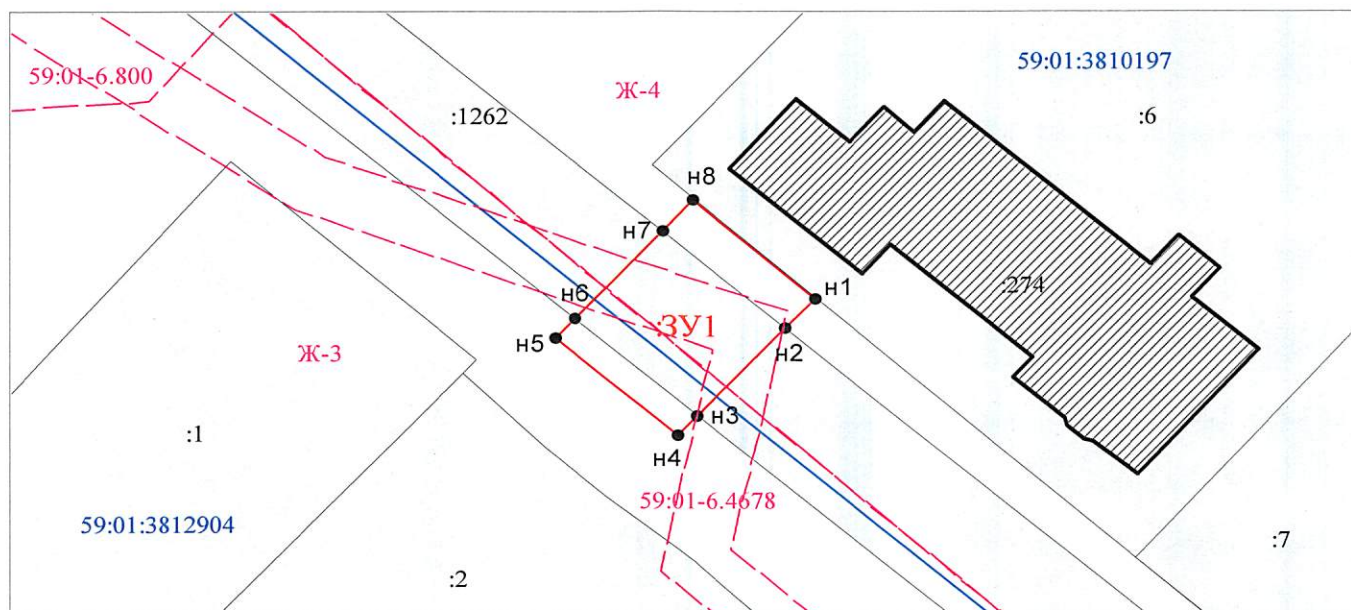 59:01-6.800
Ж-4
59:01:3810197
:1262
:6
н8
н7
н1
:274
н6
:ЗУ1
н2
н5
Ж-3
н3
:1
н4
59:01-6.4678
59:01:3812904
:7
:2